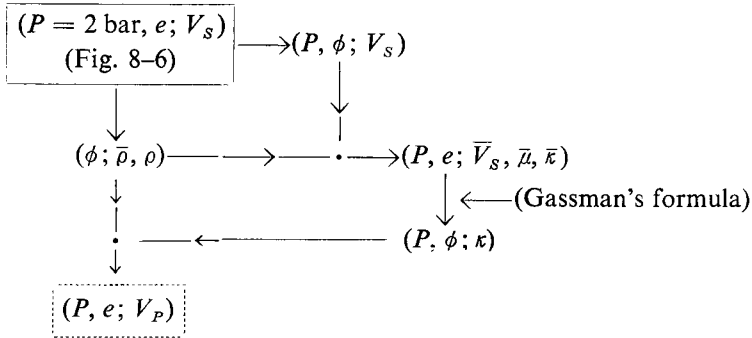 (P = 2 bar, e; V_S)
(Fig. 8–6)
(P, ϕ; V_S)
(ϕ; ρ̅, ρ)
(P, e; V̅_S, μ̅, κ̅)
(Gassman's formula)
(P, ϕ; κ)
(P, e; V_P)